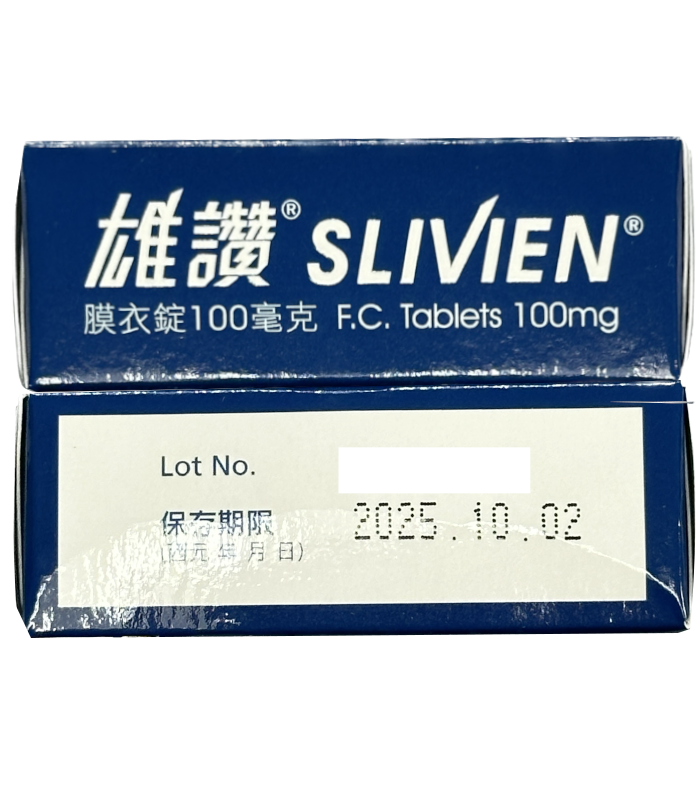 雄讚® SLIVIEN®
膜衣錠100毫克 F.C. Tablets 100mg
Lot No.
保存期限 2025.10.02
(西元 年 月 日)